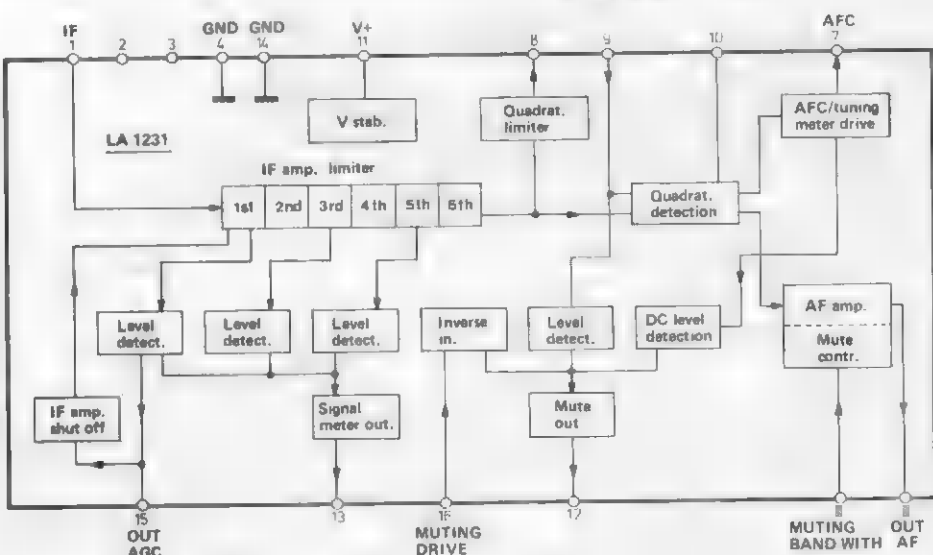 IF GND GND V+ AFC
1 2 3 4 14 11 8 9 10 7
LA 1231
V stab.
Quadrat. limiter
AFC/tuning
meter drive
IF amp. limiter
1st 2nd 3rd 4th 5th 6th
Quadrat.
detection
Level
detect.
Level
detect.
Level
detect.
Inverse
in.
Level
detect.
DC level
detection
AF amp.
Mute
contr.
IF amp.
shut off
Signal
meter out.
Mute
out
15 13 16 12
OUT
AGC
MUTING
DRIVE
MUTING
BAND WITH
OUT
AF